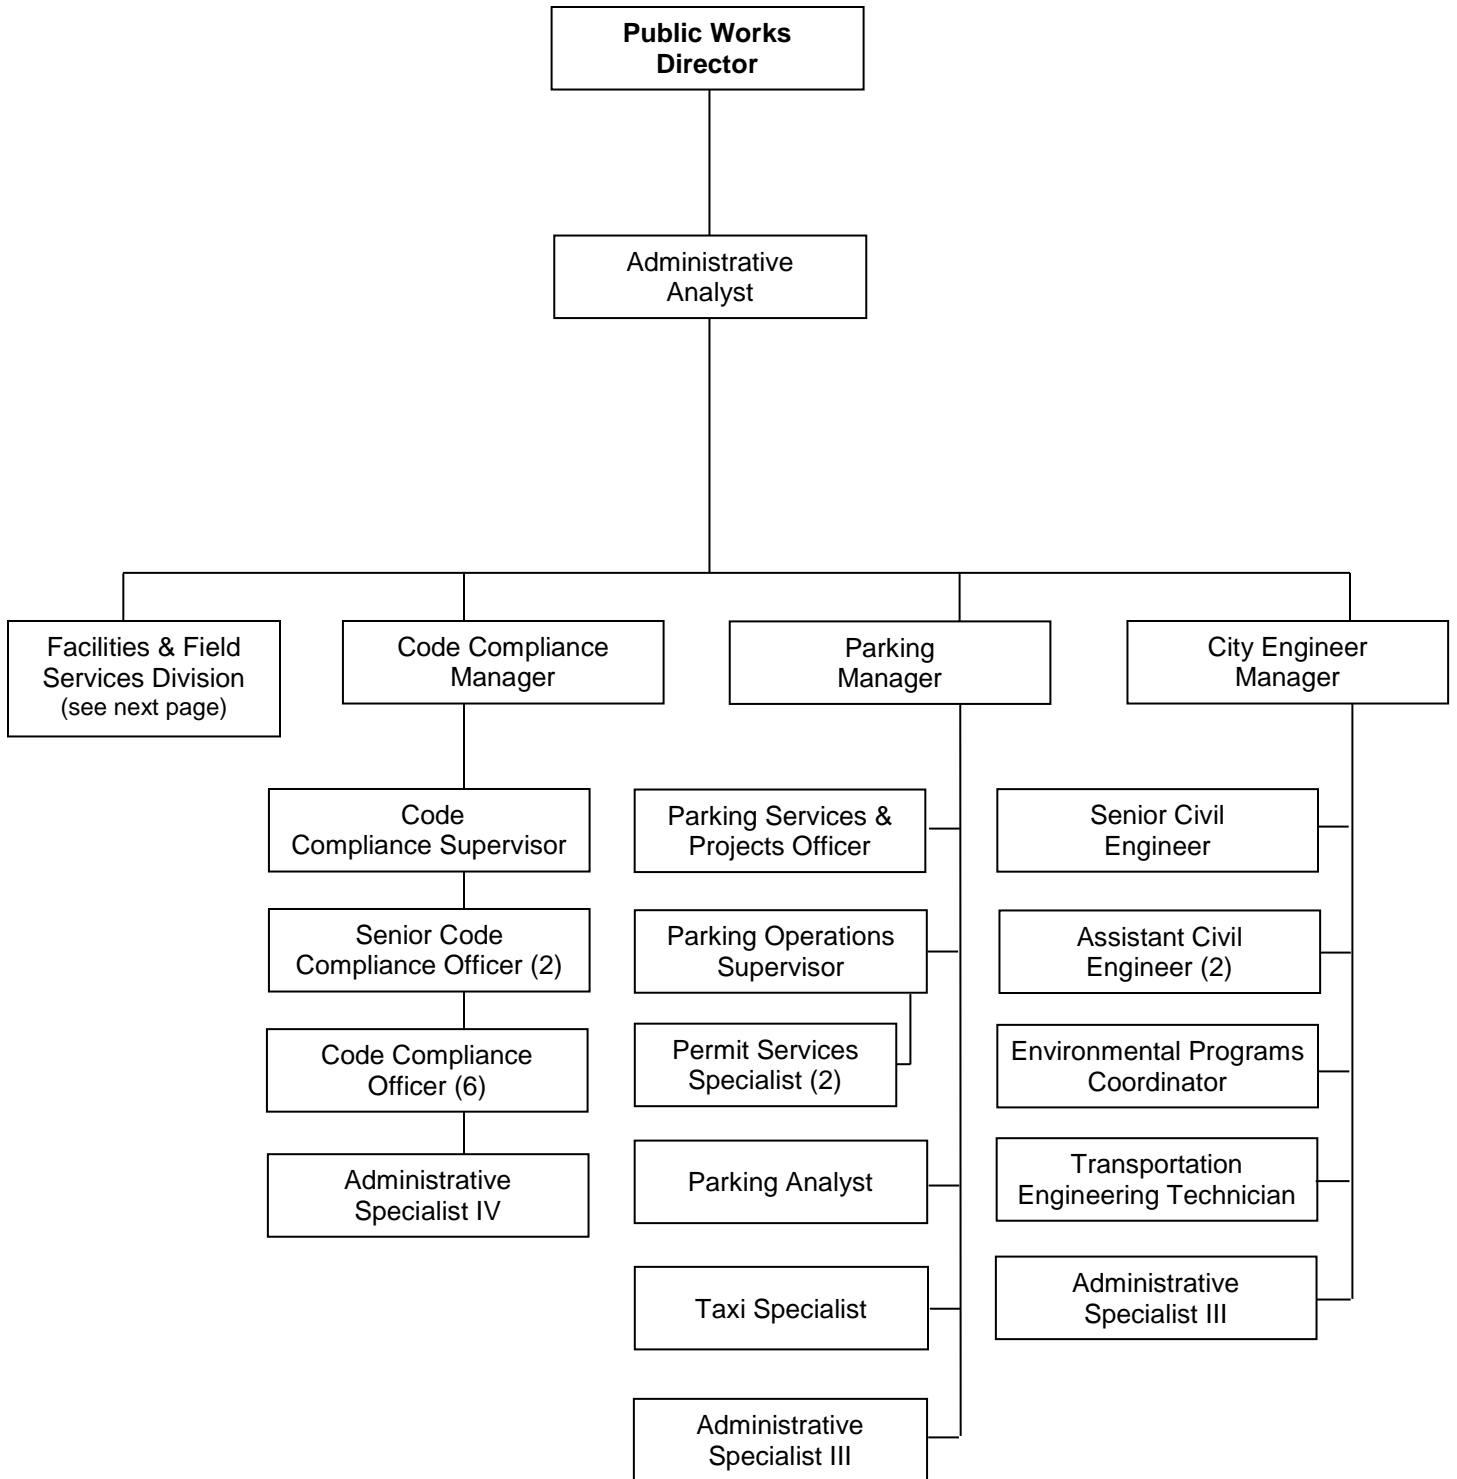 Public Works
Director
Administrative
Analyst
Facilities & Field
Services Division
(see next page)
Code Compliance
Manager
Parking
Manager
City Engineer
Manager
Code
Compliance Supervisor
Senior Code
Compliance Officer (2)
Code Compliance
Officer (6)
Administrative
Specialist IV
Parking Services &
Projects Officer
Parking Operations
Supervisor
Permit Services
Specialist (2)
Parking Analyst
Taxi Specialist
Administrative
Specialist III
Senior Civil
Engineer
Assistant Civil
Engineer (2)
Environmental Programs
Coordinator
Transportation
Engineering Technician
Administrative
Specialist III